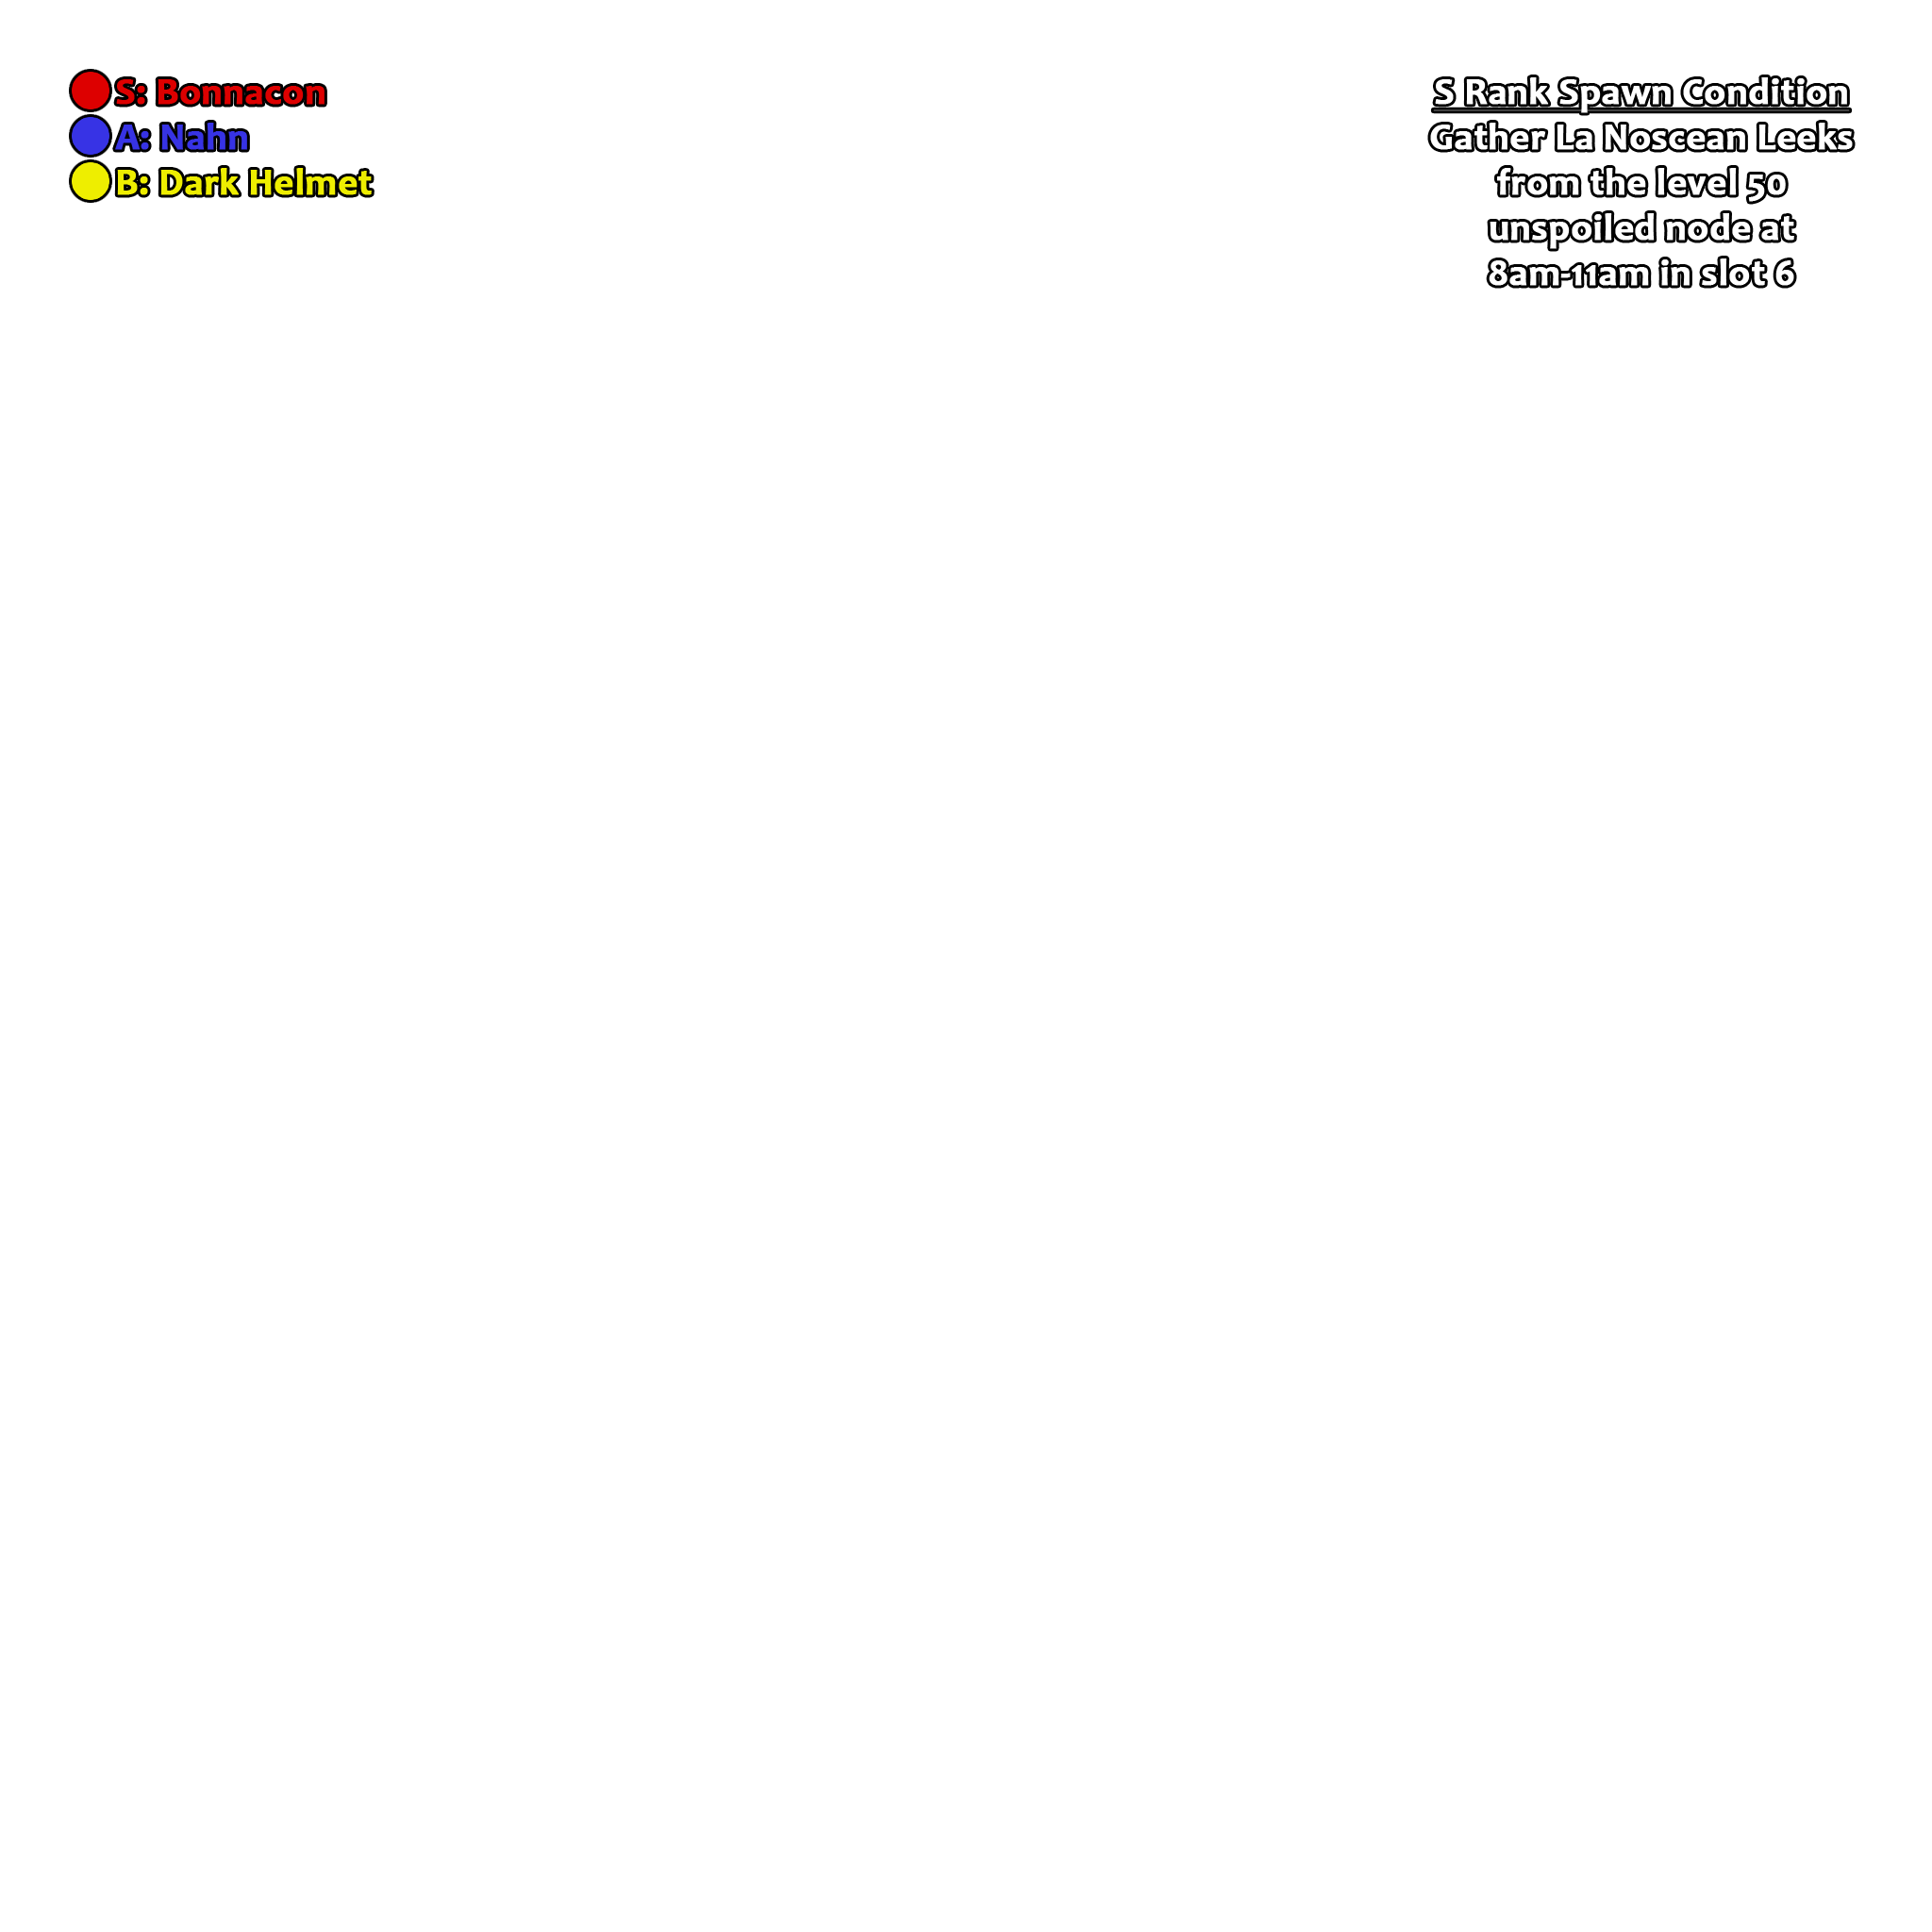 S: Bonnacon
A: Nahn
B: Dark Helmet
S Rank Spawn Condition
Gather La Noscean Leeks
from the level 50
unspoiled node at
8am-11am in slot 6